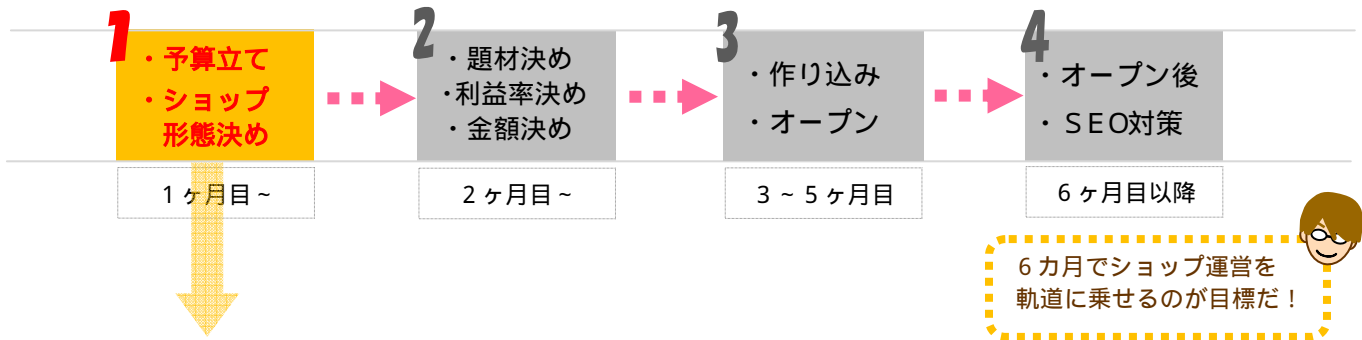 1
・予算立て
・ショップ
形態決め
1ヶ月目~
2
・題材決め
・利益率決め
・金額決め
2ヶ月目~
3
・作り込み
・オープン
3~5ヶ月目
4
・オープン後
・SEO対策
6ヶ月目以降
6カ月でショップ運営を
軌道に乗せるのが目標だ！